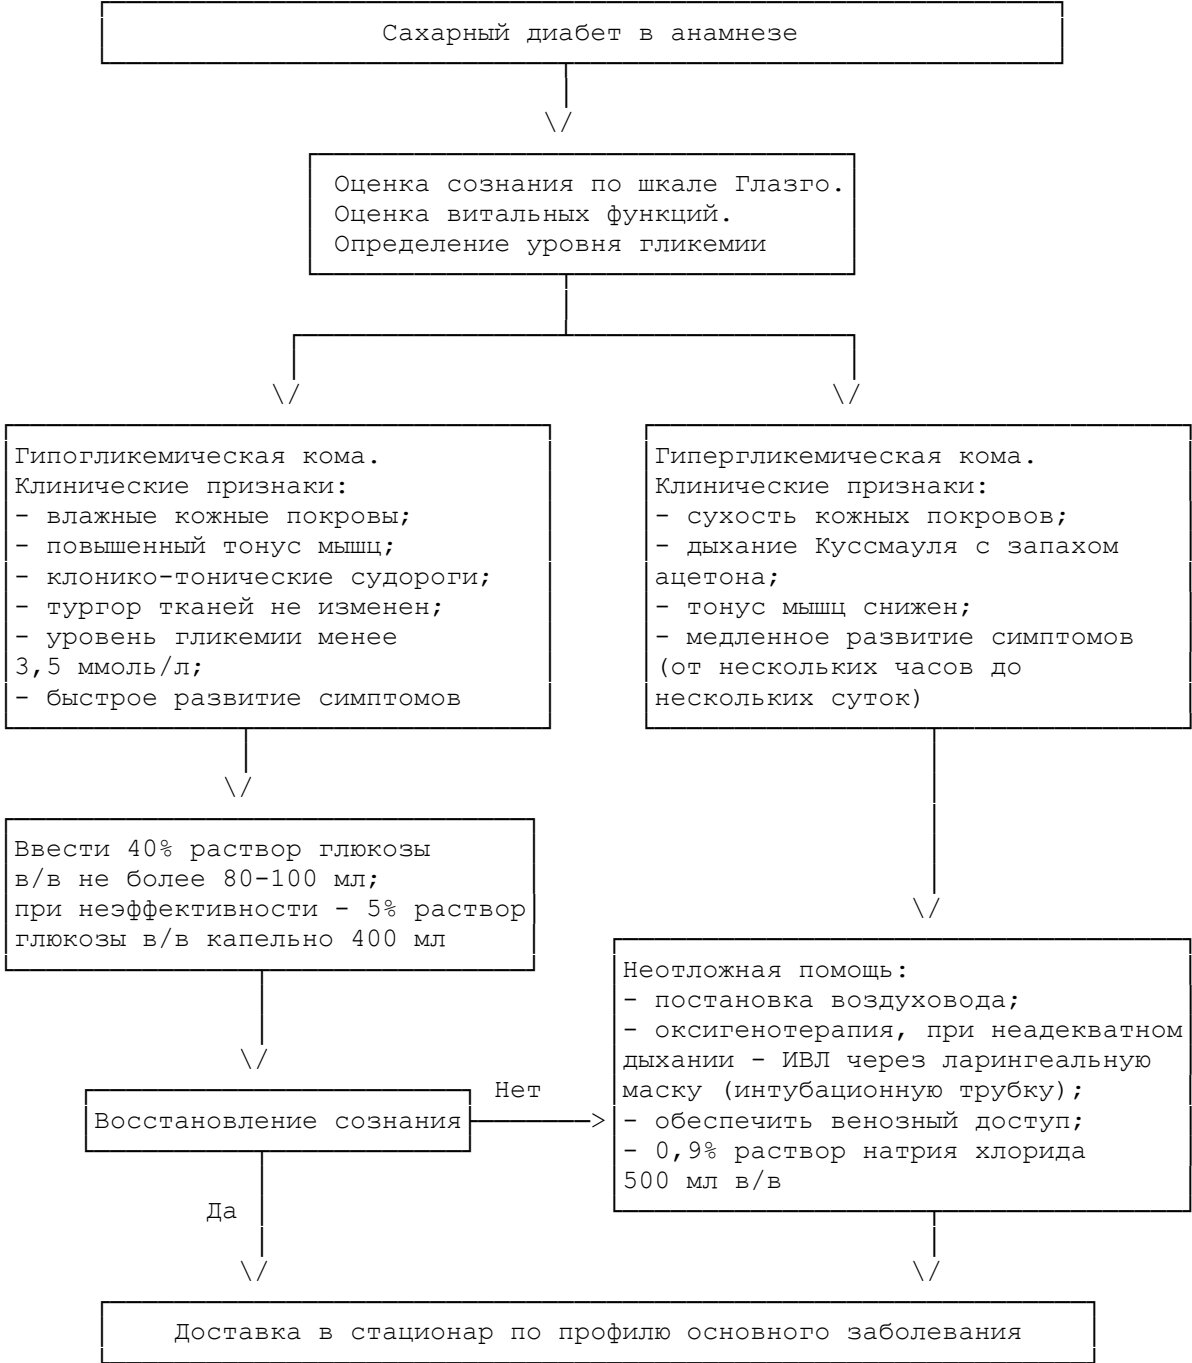 Сахарный диабет в анамнезе
Оценка сознания по шкале Глазго.
Оценка витальных функций.
Определение уровня гликемии
Гипогликемическая кома.
Клинические признаки:
- влажные кожные покровы;
- повышенный тонус мышц;
- клонико-тонические судороги;
- тургор тканей не изменен;
- уровень гликемии менее
3,5 ммоль/л;
- быстрое развитие симптомов
Гипергликемическая кома.
Клинические признаки:
- сухость кожных покровов;
- дыхание Куссмауля с запахом
ацетона;
- тонус мышц снижен;
- медленное развитие симптомов
(от нескольких часов до
нескольких суток)
Ввести 40% раствор глюкозы
в/в не более 80-100 мл;
при неэффективности - 5% раствор
глюкозы в/в капельно 400 мл
Неотложная помощь:
- постановка воздуховода;
- оксигенотерапия, при неадекватном
дыхании - ИВЛ через ларингеальную
маску (интубационную трубку);
- обеспечить венозный доступ;
- 0,9% раствор натрия хлорида
500 мл в/в
Восстановление сознания
Нет
Да
Доставка в стационар по профилю основного заболевания